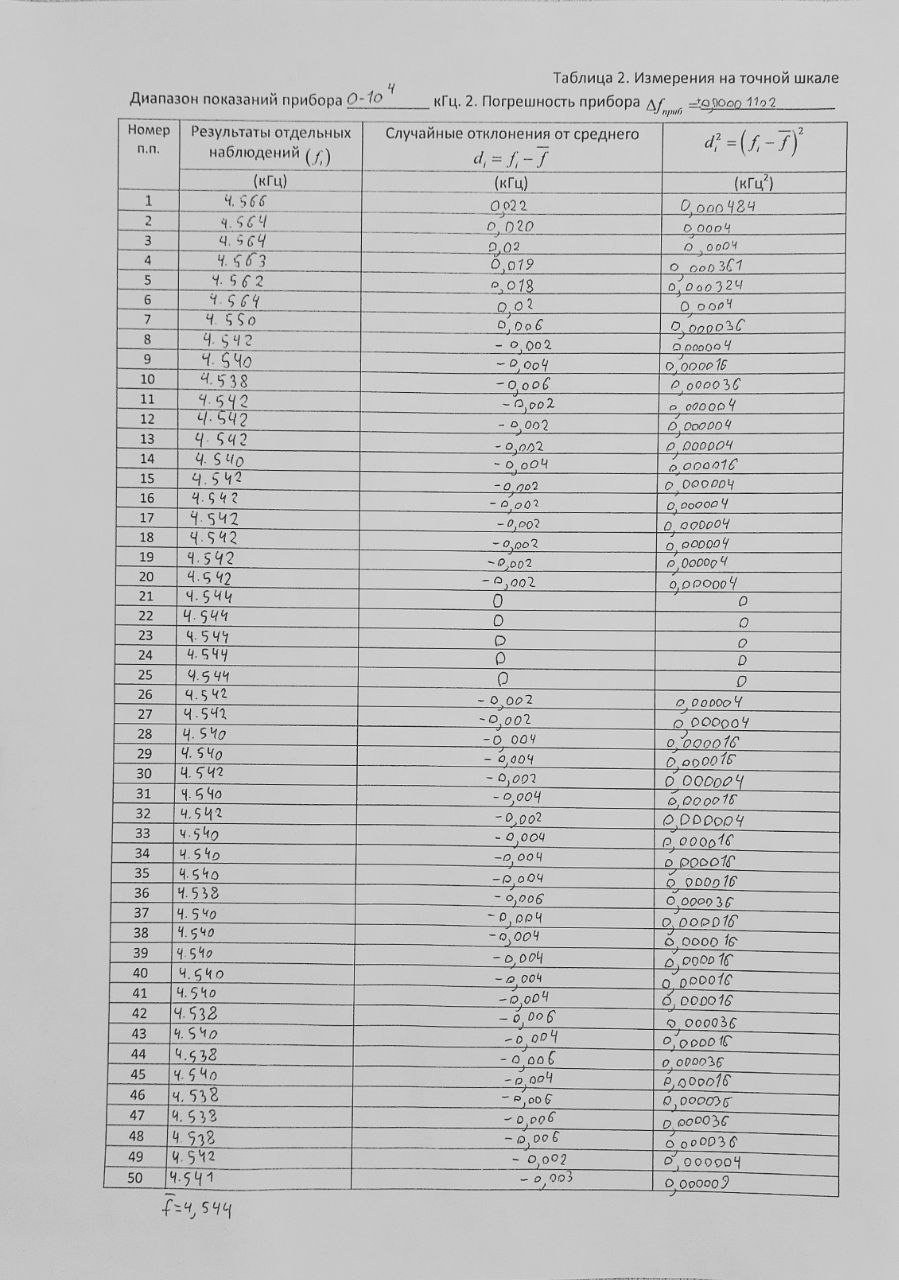 Таблица 2. Измерения на точной шкале
Диапазон показаний прибора 0-10⁴ кГц. 2. Погрешность прибора Δfприб =±0,0001102
Номер п.п. Результаты отдельных наблюдений (fᵢ) Случайные отклонения от среднего dᵢ = fᵢ − f̅ dᵢ² = (fᵢ − f̅)²
(кГц) (кГц) (кГц²)
1 4.566 0,022 0,000484
2 4.564 0,020 0,0004
3 4.564 0,02 0,0004
4 4.563 0,019 0,000361
5 4.562 0,018 0,000324
6 4.564 0,02 0,0004
7 4.550 0,006 0,000036
8 4.542 -0,002 0,000004
9 4.540 -0,004 0,000016
10 4.538 -0,006 0,000036
11 4.542 -0,002 0,000004
12 4.542 -0,002 0,000004
13 4.542 -0,002 0,000004
14 4.540 -0,004 0,000016
15 4.542 -0,002 0,000004
16 4.542 -0,002 0,000004
17 4.542 -0,002 0,000004
18 4.542 -0,002 0,000004
19 4.542 -0,002 0,000004
20 4.542 -0,002 0,000004
21 4.544 0 0
22 4.544 0 0
23 4.544 0 0
24 4.544 0 0
25 4.544 0 0
26 4.542 -0,002 0,000004
27 4.542 -0,002 0,000004
28 4.540 -0,004 0,000016
29 4.540 -0,004 0,000016
30 4.542 -0,002 0,000004
31 4.540 -0,004 0,000016
32 4.542 -0,002 0,000004
33 4.540 -0,004 0,000016
34 4.540 -0,004 0,000016
35 4.540 -0,004 0,000016
36 4.538 -0,006 0,000036
37 4.540 -0,004 0,000016
38 4.540 -0,004 0,000016
39 4.540 -0,004 0,000016
40 4.540 -0,004 0,000016
41 4.540 -0,004 0,000016
42 4.538 -0,006 0,000036
43 4.540 -0,004 0,000016
44 4.538 -0,006 0,000036
45 4.540 -0,004 0,000016
46 4.538 -0,006 0,000036
47 4.538 -0,006 0,000036
48 4.538 -0,006 0,000036
49 4.542 -0,002 0,000004
50 4.541 -0,003 0,000009
f̅=4,544